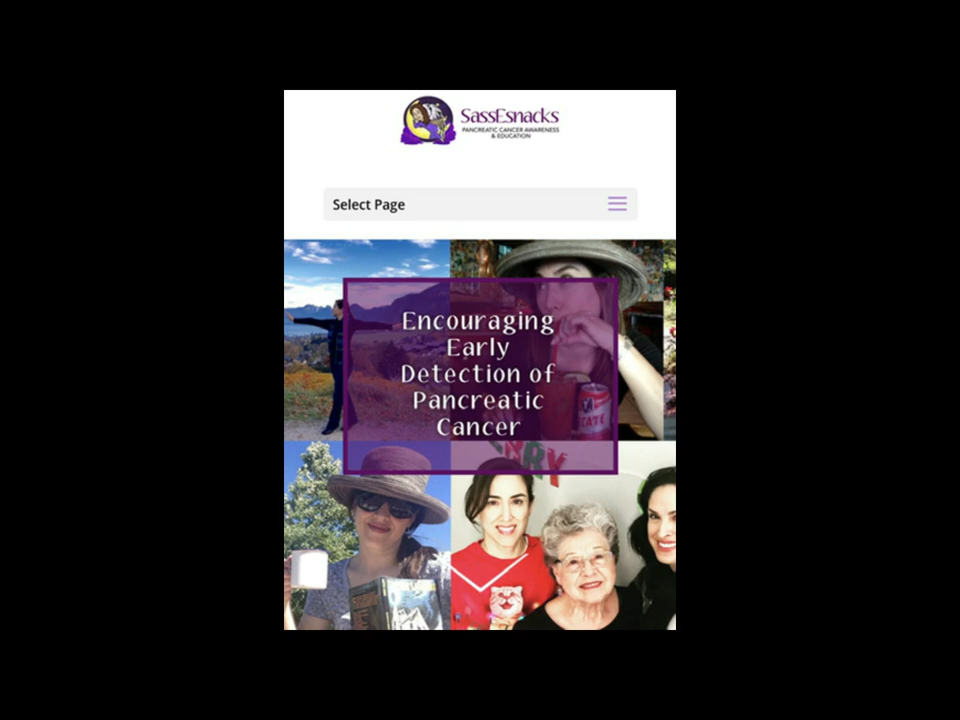 SassEsnacks
PANCREATIC CANCER AWARENESS
& EDUCATION
Select Page
Encouraging
Early
Detection of
Pancreatic
Cancer